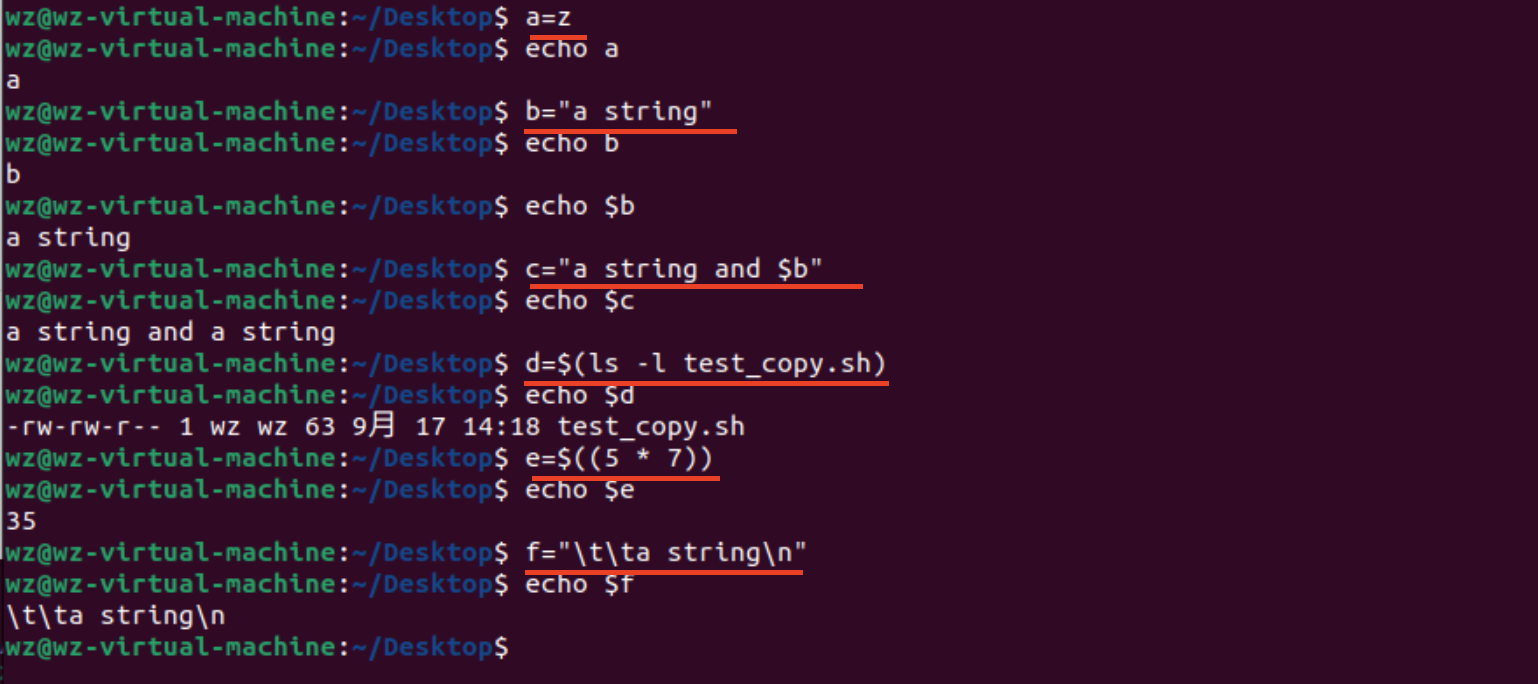 wz@wz-virtual-machine:~/Desktop$ a=z
wz@wz-virtual-machine:~/Desktop$ echo a
a
wz@wz-virtual-machine:~/Desktop$ b="a string"
wz@wz-virtual-machine:~/Desktop$ echo b
b
wz@wz-virtual-machine:~/Desktop$ echo $b
a string
wz@wz-virtual-machine:~/Desktop$ c="a string and $b"
wz@wz-virtual-machine:~/Desktop$ echo $c
a string and a string
wz@wz-virtual-machine:~/Desktop$ d=$(ls -l test_copy.sh)
wz@wz-virtual-machine:~/Desktop$ echo $d
-rw-rw-r-- 1 wz wz 63 9月 17 14:18 test_copy.sh
wz@wz-virtual-machine:~/Desktop$ e=$((5 * 7))
wz@wz-virtual-machine:~/Desktop$ echo $e
35
wz@wz-virtual-machine:~/Desktop$ f="\t\ta string\n"
wz@wz-virtual-machine:~/Desktop$ echo $f
\t\ta string\n
wz@wz-virtual-machine:~/Desktop$